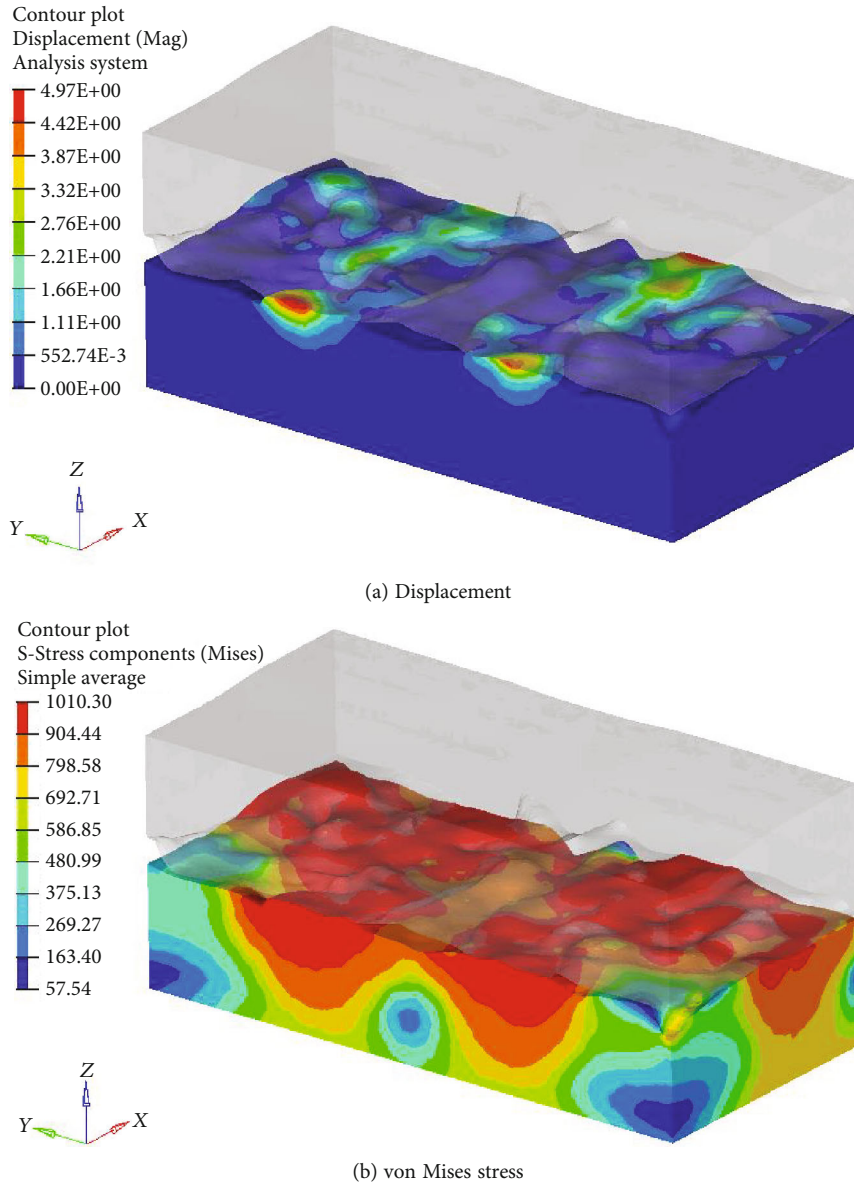 Contour plot
Displacement (Mag)
Analysis system
4.97E+00
4.42E+00
3.87E+00
3.32E+00
2.76E+00
2.21E+00
1.66E+00
1.11E+00
552.74E-3
0.00E+00
Z
Y
X
(a) Displacement
Contour plot
S-Stress components (Mises)
Simple average
1010.30
904.44
798.58
692.71
586.85
480.99
375.13
269.27
163.40
57.54
Z
Y
X
(b) von Mises stress